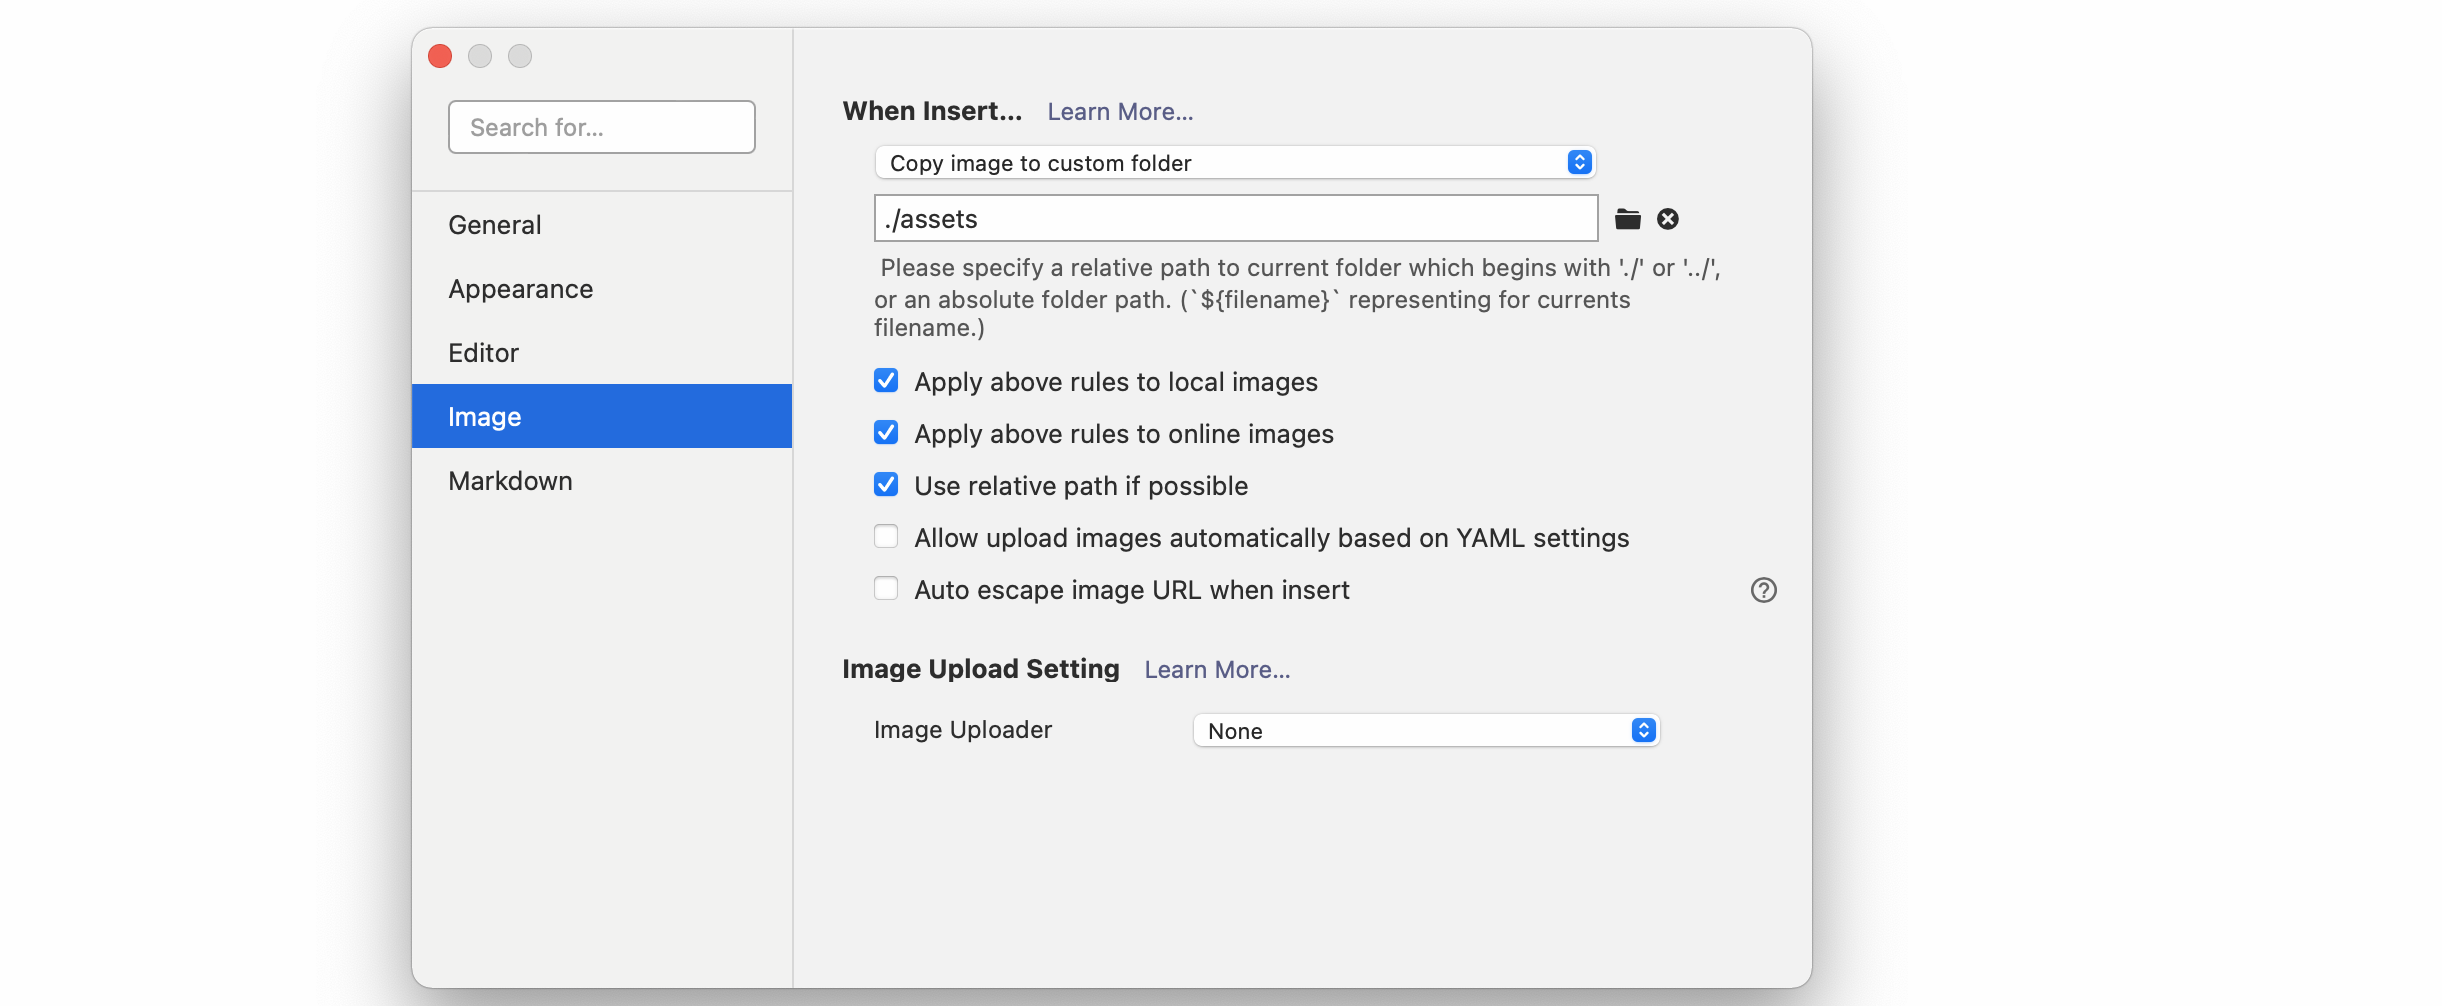 Search for...
General
Appearance
Editor
Image
Markdown
When Insert... Learn More...
Copy image to custom folder
./assets
Please specify a relative path to current folder which begins with './' or '../',
or an absolute folder path. (`${filename}` representing for currents
filename.)
Apply above rules to local images
Apply above rules to online images
Use relative path if possible
Allow upload images automatically based on YAML settings
Auto escape image URL when insert
Image Upload Setting Learn More...
Image Uploader None